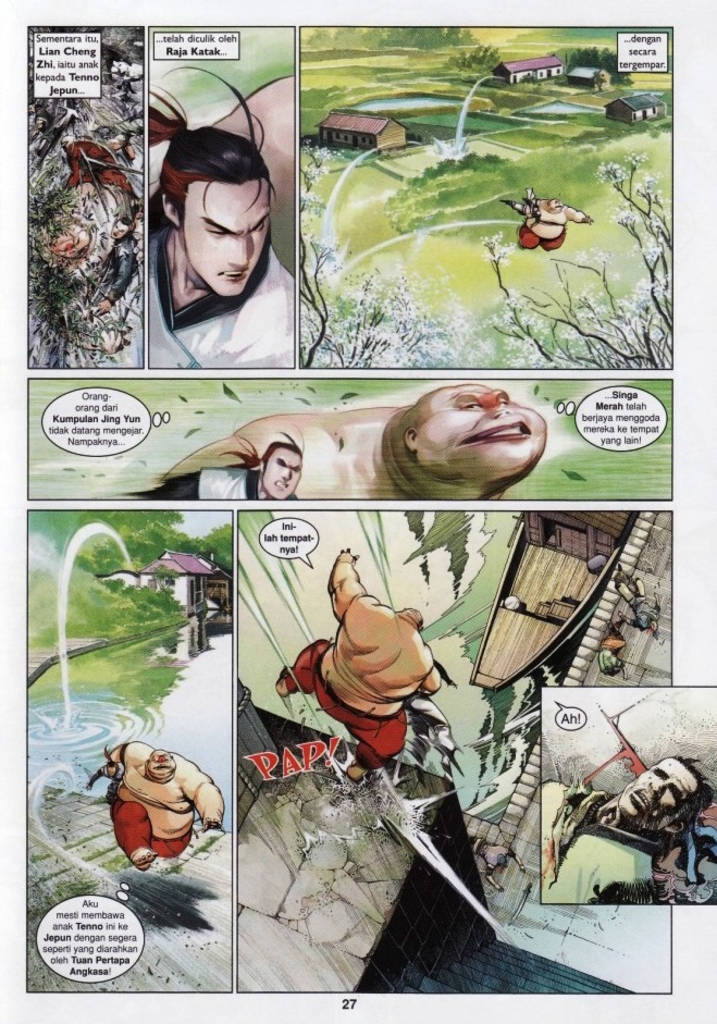 Sementara itu,
Lian Cheng
Zhi, iaitu anak
kepada Tenno
Jepun...
...telah diculik oleh
Raja Katak...
...dengan
secara
tergempar.
Orang-
orang dari
Kumpulan Jing Yun
tidak datang mengejar.
Nampaknya...
...Singa
Merah telah
berjaya menggoda
mereka ke tempat
yang lain!
Aku
mesti membawa
anak Tenno ini ke
Jepun dengan segera
seperti yang diarahkan
oleh Tuan Pertapa
Angkasa!
Ini-
lah tempat-
nya!
PAP!
Ah!
27